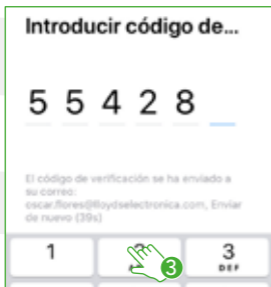 Introducir código de...
5 5 4 2 8
El código de verificación se ha enviado a
su correo:
oscar.flores@lloydselectronica.com, Enviar
de nuevo (39s)
1 2 3
DEF
3